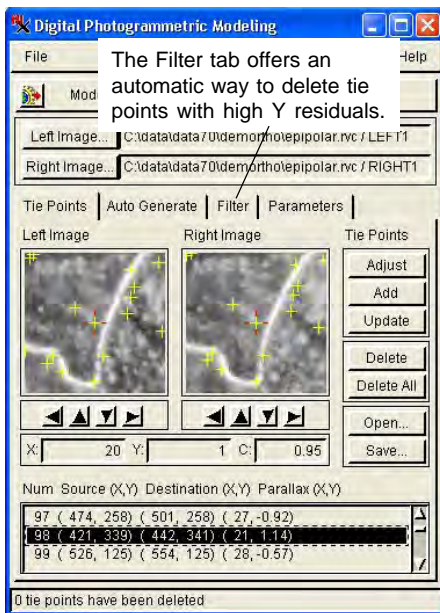 Digital Photogrammetric Modeling
File
Help
The Filter tab offers an
automatic way to delete tie
points with high Y residuals.
Mod
Left Image... C:\data\data70\demortho\epipolar.rvc / LEFT1
Right Image... C:\data\data70\demortho\epipolar.rvc / RIGHT1
Tie Points Auto Generate Filter Parameters
Left Image Right Image Tie Points
Adjust
Add
Update
Delete
Delete All
Open...
Save...
X: 20 Y: 1 C: 0.95
Num Source (X,Y) Destination (X,Y) Parallax (X,Y)
97 ( 474, 258) ( 501, 258) ( 27,-0.92)
98 ( 421, 339) ( 442, 341) ( 21, 1.14)
99 ( 526, 125) ( 554, 125) ( 28,-0.57)
0 tie points have been deleted